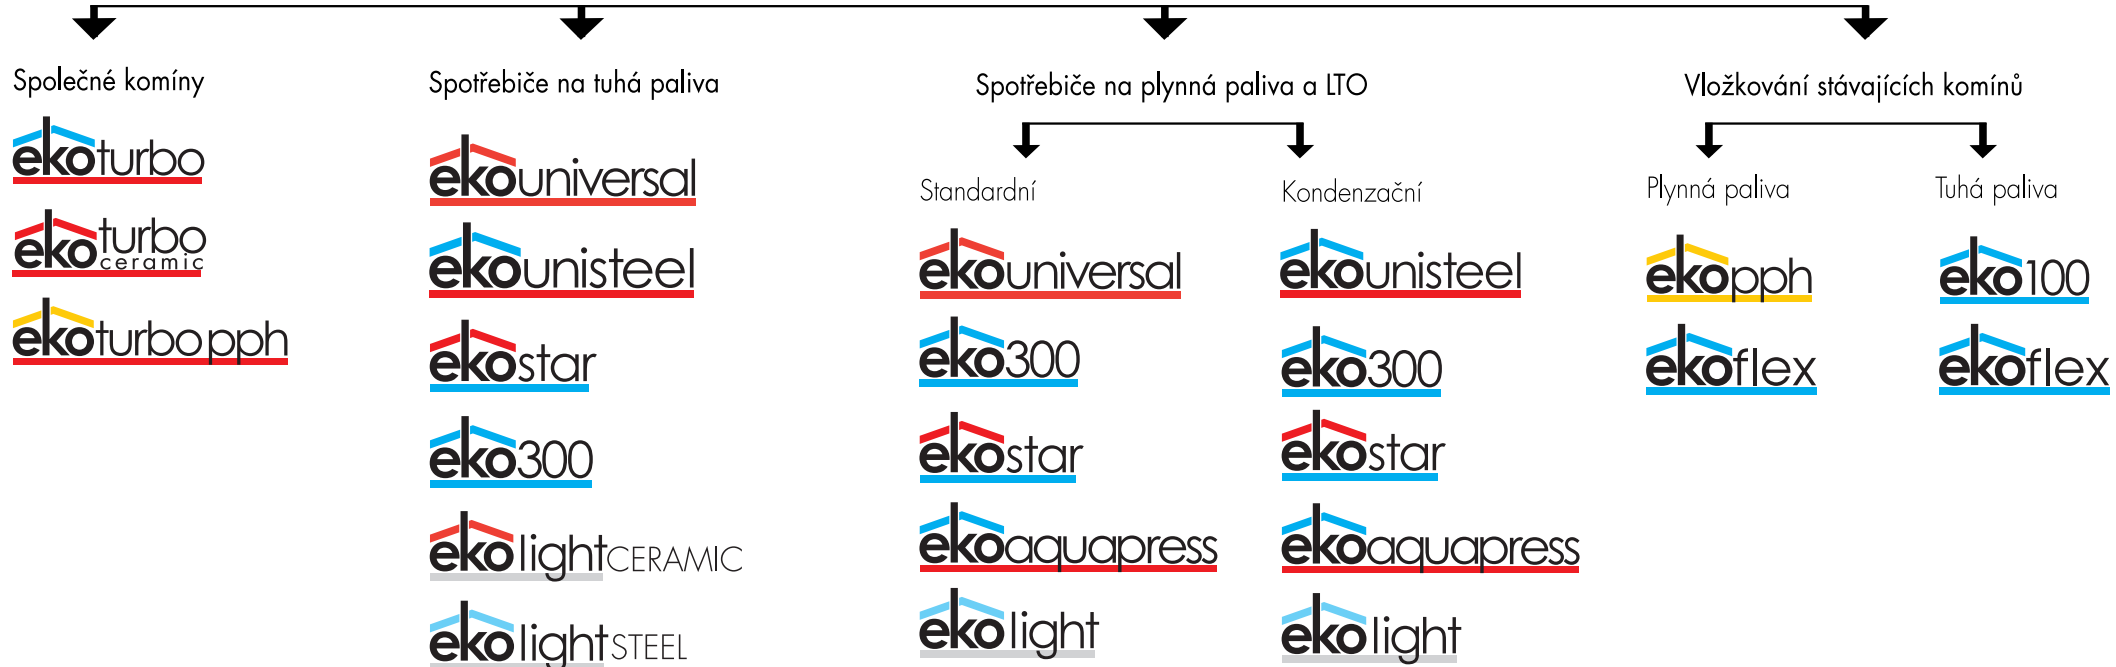 Společné komíny
ekoturbo
ekoturbo
ceramic
ekoturbo pph
Spotřebiče na tuhá paliva
ekouniversal
ekounisteel
ekostar
eko300
ekolightCERAMIC
ekolightSTEEL
Spotřebiče na plynná paliva a LTO
Standardní
ekouniversal
eko300
ekostar
ekoaquapress
ekolight
Kondenzační
ekounisteel
eko300
ekostar
ekoaquapress
ekolight
Vložkování stávajících komínů
Plynná paliva
ekopph
ekoflex
Tuhá paliva
eko100
ekoflex